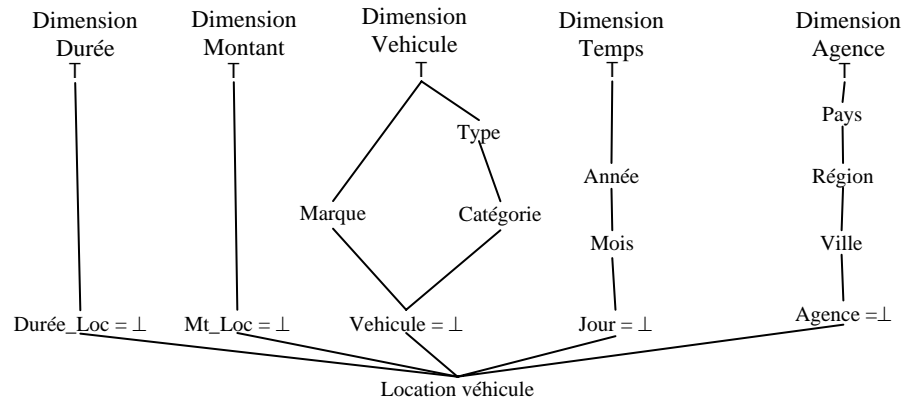 Dimension
Durée
T
Dimension
Montant
T
Dimension
Vehicule
T
Dimension
Temps
T
Dimension
Agence
T
Pays
Type
Année
Région
Marque
Catégorie
Mois
Ville
Durée_Loc = ⊥
Mt_Loc = ⊥
Vehicule = ⊥
Jour = ⊥
Agence =⊥
Location véhicule